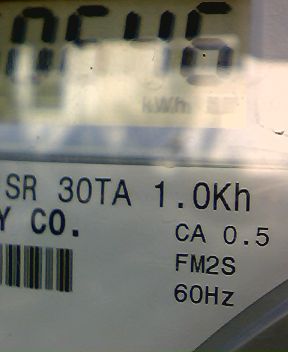 kWh
SR 30TA 1.0Kh
Y CO.
CA 0.5
FM2S
60Hz